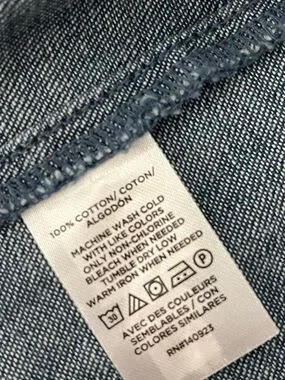 100% COTTON/ COTON/
ALGODÓN
MACHINE WASH COLD
WITH LIKE COLORS
ONLY NON-CHLORINE
BLEACH WHEN NEEDED
TUMBLE DRY LOW
WARM IRON WHEN NEEDED
30 P
AVEC DES COULEURS
SEMBLABLES / CON
COLORES SIMILARES
RN#140923